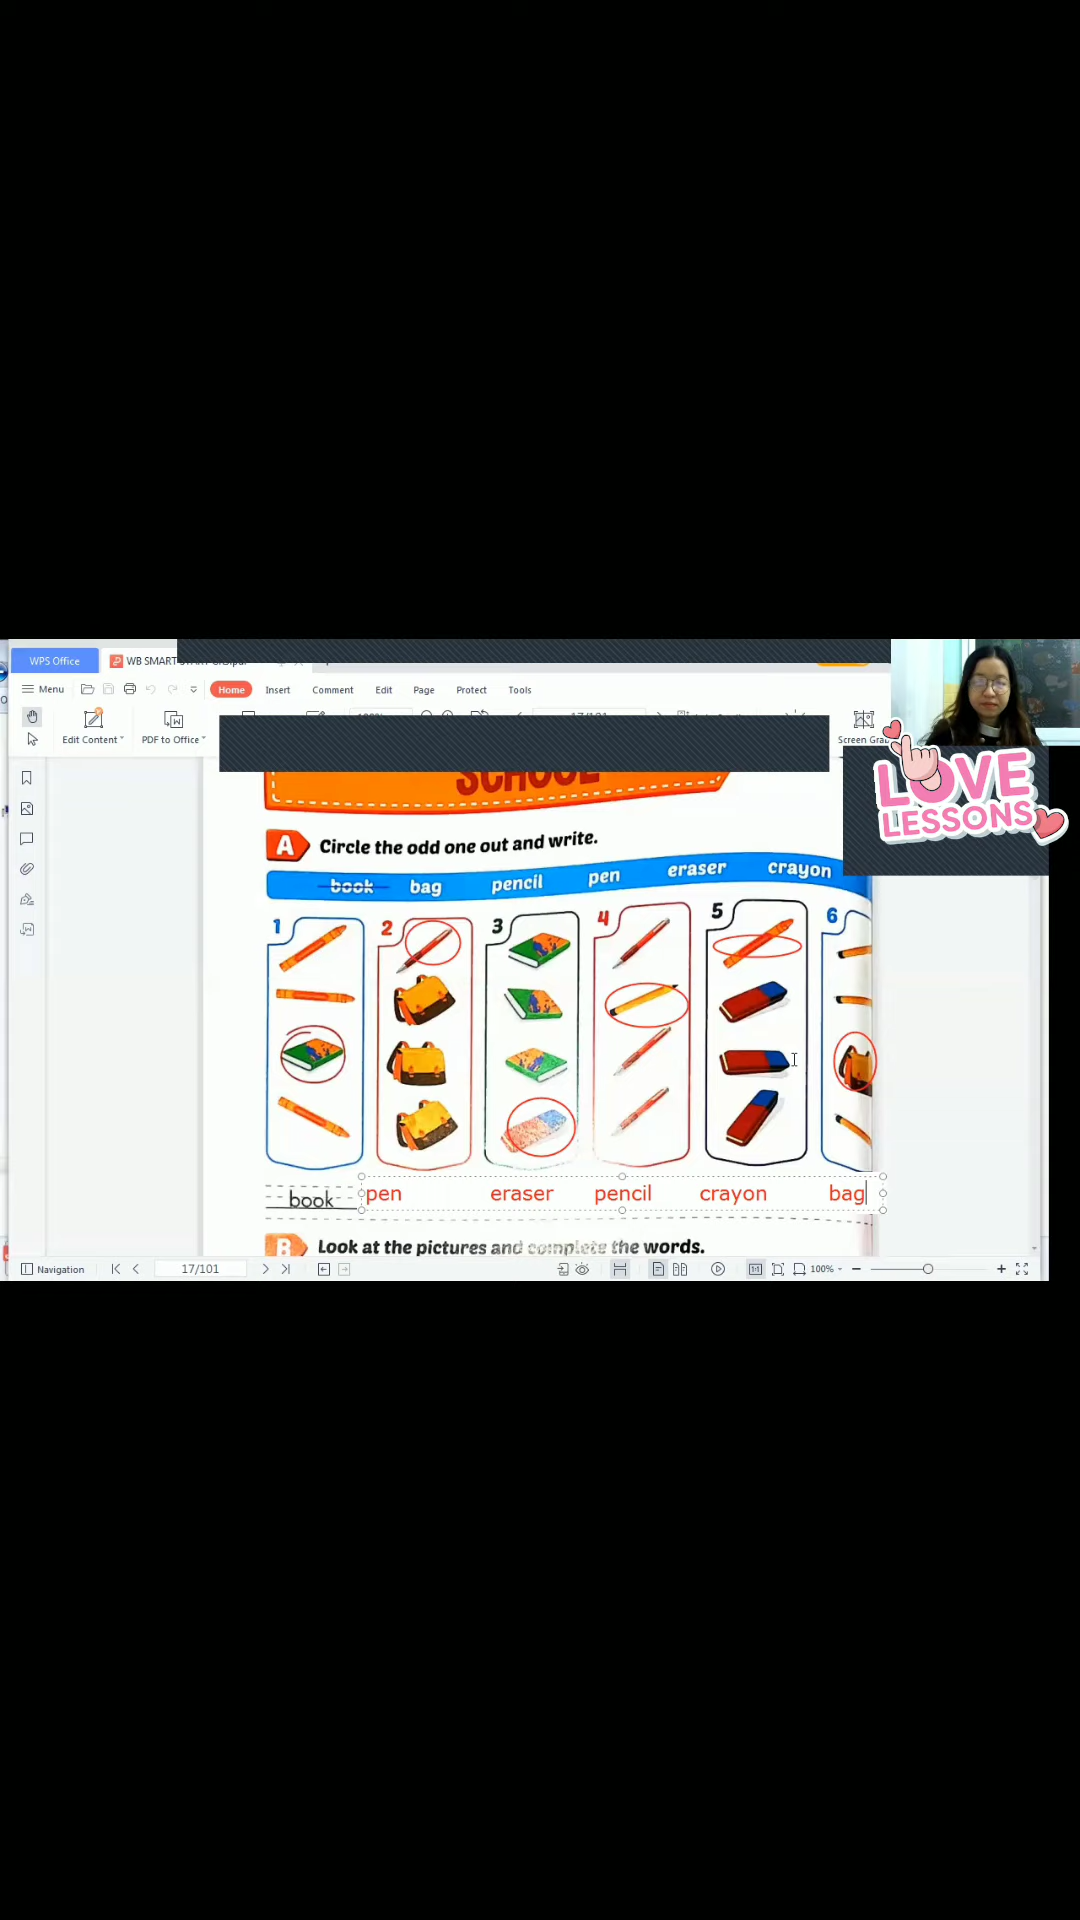 WPS Office
WB SMART
Menu
Home Insert Comment Edit Page Protect Tools
Edit Content PDF to Office
Screen Grab
LOVE
LESSONS
SCHOOL
A Circle the odd one out and write.
book bag pencil pen eraser crayon
1 2 3 4 5 6
book pen eraser pencil crayon bag
B Look at the pictures and complete the words.
Navigation 17/101 1:1 100%